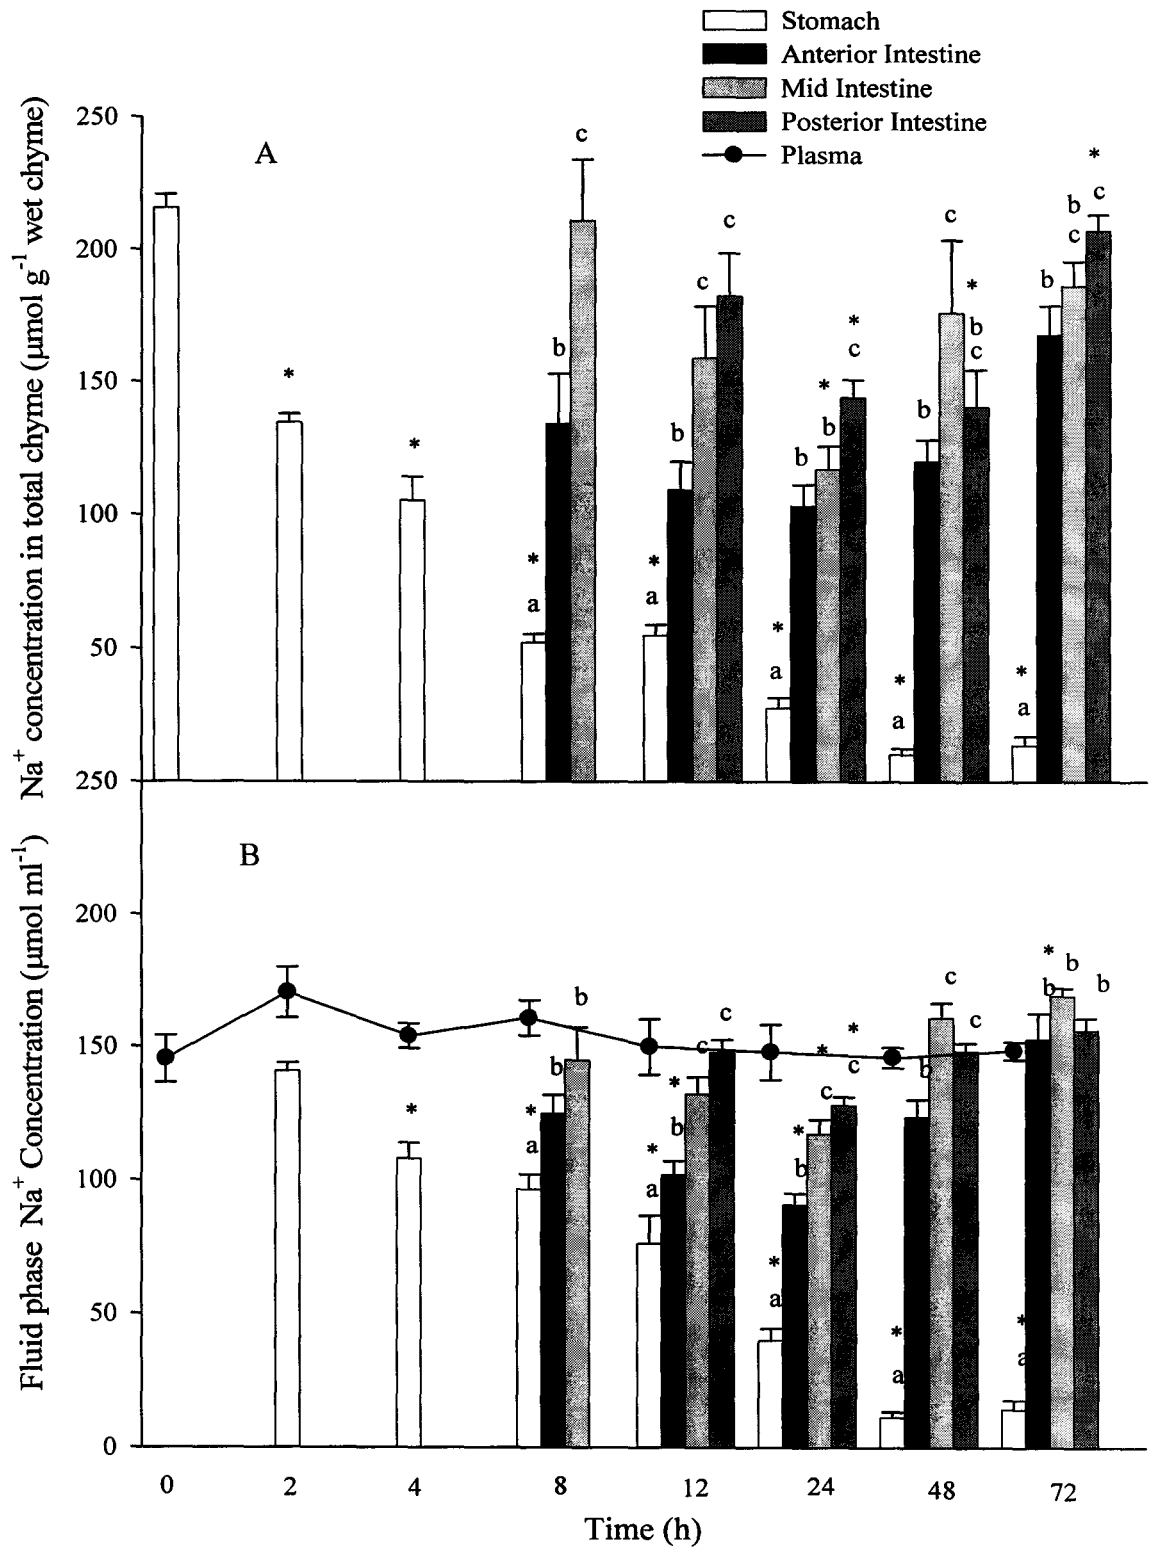 Stomach
Anterior Intestine
Mid Intestine
Posterior Intestine
Plasma
Na+ concentration in total chyme (μmol g-1 wet chyme)
A
250
200
150
100
50
250
*
*
*
a
b
c
*
a
b
c
c
*
a
b
*
b
*
c
*
a
b
c
*
b
c
*
a
b
b
c
*
c
Fluid phase Na+ Concentration (μmol ml-1)
B
200
150
100
50
0
*
*
a
b
b
*
a
*
b
c
c
*
a
*
b
*
c
*
c
*
a
b
c
c
*
a
b
*
b
b
0 2 4 8 12 24 48 72
Time (h)